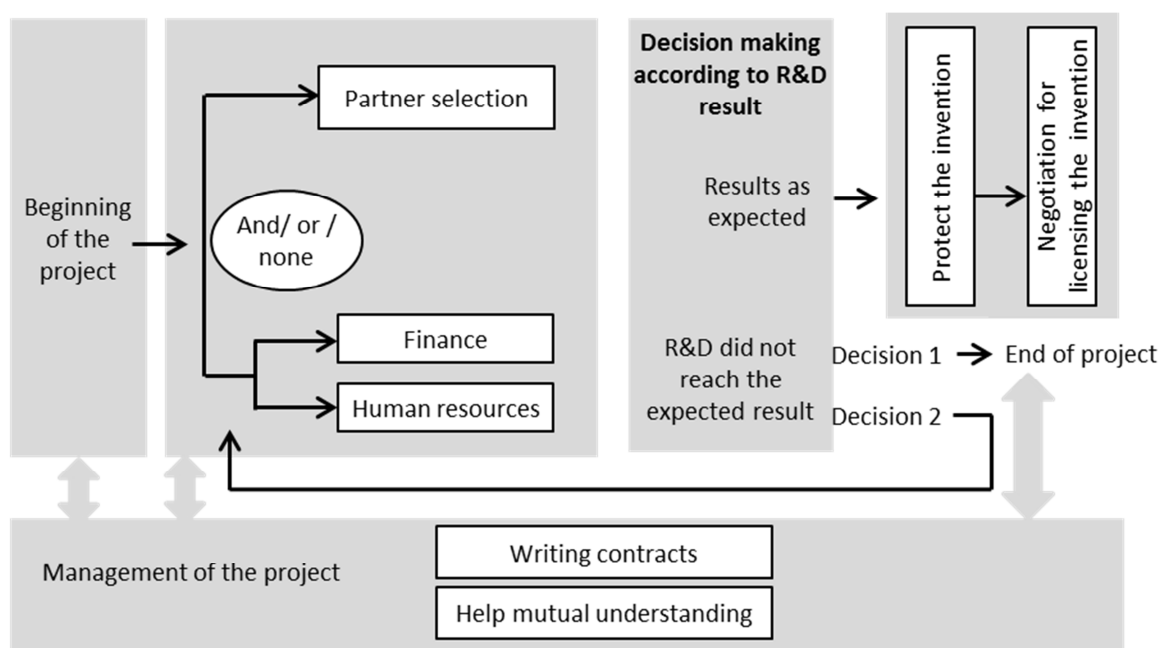 Beginning
of the
project
Partner selection
And/ or /
none
Finance
Human resources
Decision making
according to R&D
result
Results as
expected
R&D did not
reach the
expected result
Protect the invention
Negotiation for
licensing the invention
Decision 1
End of project
Decision 2
Management of the project
Writing contracts
Help mutual understanding